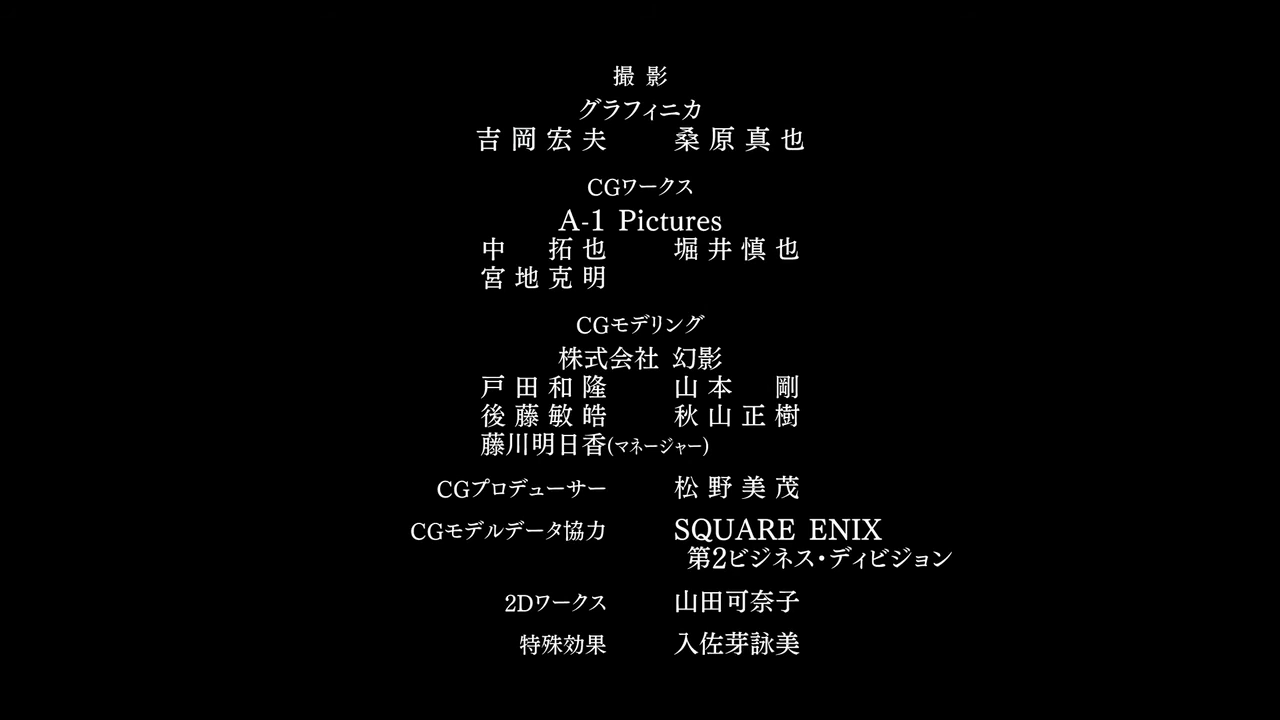 撮影
グラフィニカ
吉岡宏夫 桑原真也
CGワークス
A-1 Pictures
中 拓也 堀井慎也
宮地克明
CGモデリング
株式会社 幻影
戸田和隆 山本 剛
後藤敏皓 秋山正樹
藤川明日香(マネージャー)
CGプロデューサー 松野美茂
CGモデルデータ協力 SQUARE ENIX
第2ビジネス・ディビジョン
2Dワークス 山田可奈子
特殊効果 入佐芽詠美